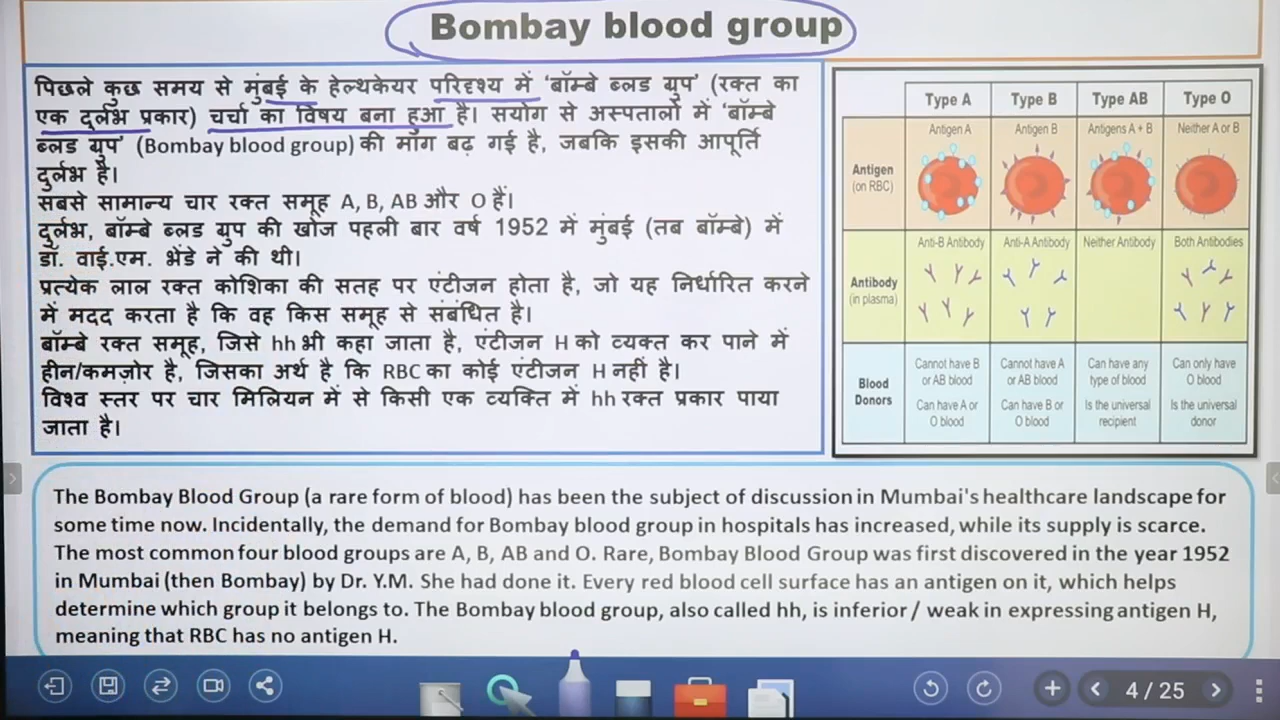 Bombay blood group
पिछले कुछ समय से मुंबई के हेल्थकेयर परिदृश्य में 'बॉम्बे ब्लड ग्रुप' (रक्त का
एक दुर्लभ प्रकार) चर्चा का विषय बना हुआ है। संयोग से अस्पतालों में 'बॉम्बे
ब्लड ग्रुप' (Bombay blood group) की माँग बढ़ गई है, जबकि इसकी आपूर्ति
दुर्लभ है।
सबसे सामान्य चार रक्त समूह A, B, AB और O हैं।
दुर्लभ, बॉम्बे ब्लड ग्रुप की खोज पहली बार वर्ष 1952 में मुंबई (तब बॉम्बे) में
डॉ. वाई.एम. भेंडे ने की थी।
प्रत्येक लाल रक्त कोशिका की सतह पर एंटीजन होता है, जो यह निर्धारित करने
में मदद करता है कि वह किस समूह से संबंधित है।
बॉम्बे रक्त समूह, जिसे hh भी कहा जाता है, एंटीजन H को व्यक्त कर पाने में
हीन/कमज़ोर है, जिसका अर्थ है कि RBC का कोई एंटीजन H नहीं है।
विश्व स्तर पर चार मिलियन में से किसी एक व्यक्ति में hh रक्त प्रकार पाया
जाता है।
Type A Type B Type AB Type O
Antigen (on RBC)
Antigen A Antigen B Antigens A + B Neither A or B
Antibody (in plasma)
Anti-B Antibody Anti-A Antibody Neither Antibody Both Antibodies
Blood Donors
Cannot have B Cannot have A Can have any Can only have
or AB blood or AB blood type of blood O blood
Can have A or Can have B or Is the universal Is the universal
O blood O blood recipient donor
The Bombay Blood Group (a rare form of blood) has been the subject of discussion in Mumbai's healthcare landscape for
some time now. Incidentally, the demand for Bombay blood group in hospitals has increased, while its supply is scarce.
The most common four blood groups are A, B, AB and O. Rare, Bombay Blood Group was first discovered in the year 1952
in Mumbai (then Bombay) by Dr. Y.M. She had done it. Every red blood cell surface has an antigen on it, which helps
determine which group it belongs to. The Bombay blood group, also called hh, is inferior / weak in expressing antigen H,
meaning that RBC has no antigen H.
4 / 25